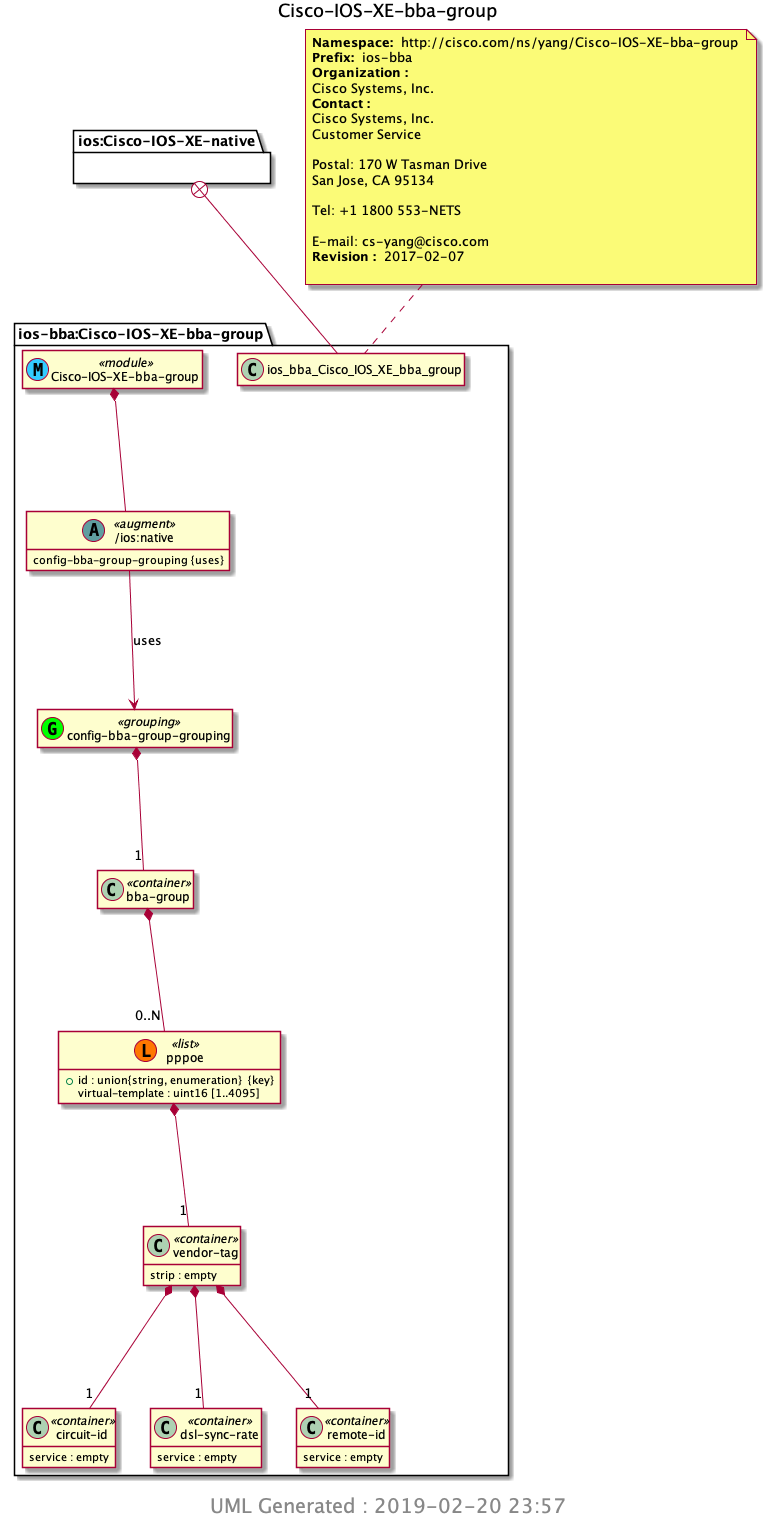 Cisco-IOS-XE-bba-group
Namespace: http://cisco.com/ns/yang/Cisco-IOS-XE-bba-group
Prefix: ios-bba
Organization :
Cisco Systems, Inc.
Contact :
Cisco Systems, Inc.
Customer Service
Postal: 170 W Tasman Drive
San Jose, CA 95134
Tel: +1 1800 553-NETS
E-mail: cs-yang@cisco.com
Revision : 2017-02-07
ios:Cisco-IOS-XE-native
ios-bba:Cisco-IOS-XE-bba-group
M
«module»
Cisco-IOS-XE-bba-group
C
ios_bba_Cisco_IOS_XE_bba_group
A
«augment»
/ios:native
config-bba-group-grouping {uses}
uses
G
«grouping»
config-bba-group-grouping
1
C
«container»
bba-group
0..N
L
«list»
pppoe
id : union{string, enumeration} {key}
virtual-template : uint16 [1..4095]
1
C
«container»
vendor-tag
strip : empty
1
1
1
C
«container»
circuit-id
service : empty
C
«container»
dsl-sync-rate
service : empty
C
«container»
remote-id
service : empty
UML Generated : 2019-02-20 23:57